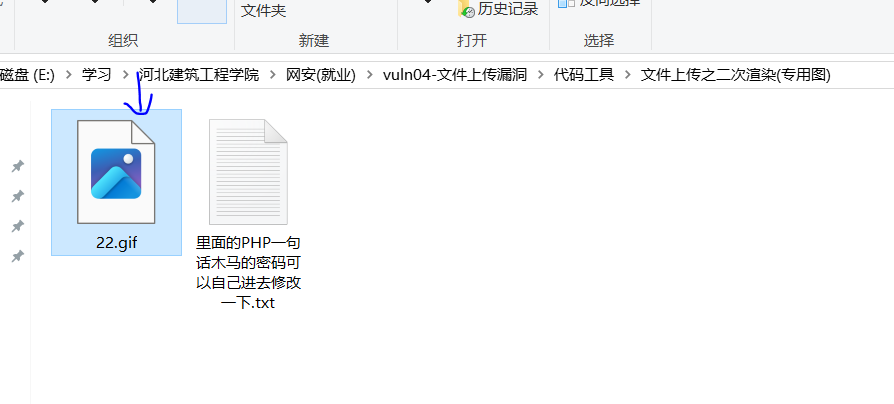 文件夹
历史记录
反向选择
组织
新建
打开
选择
磁盘 (E:) > 学习 > 河北建筑工程学院 > 网安(就业) > vuln04-文件上传漏洞 > 代码工具 > 文件上传之二次渲染(专用图)
22.gif
里面的PHP一句
话木马的密码可
以自己进去修改
一下.txt